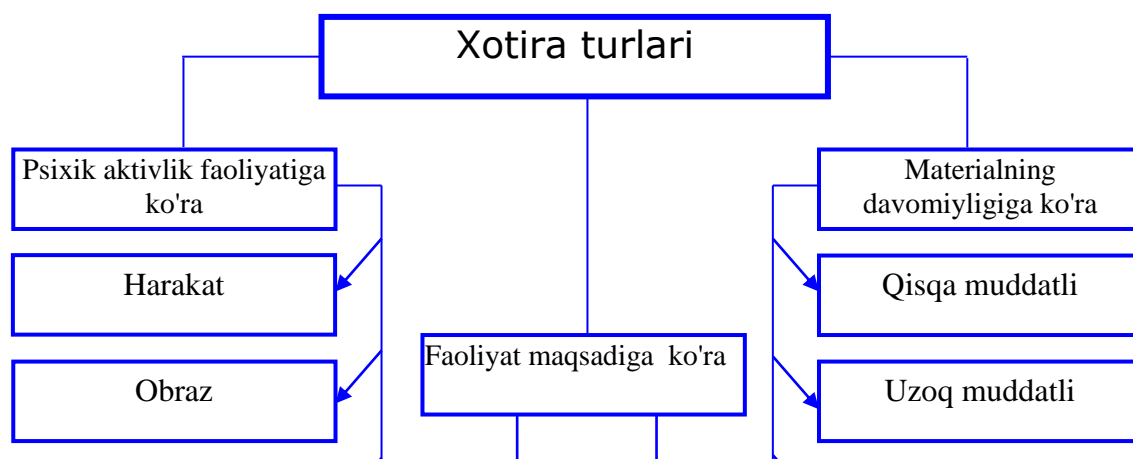 Xotira turlari
Psixik aktivlik faoliyatiga
ko'ra
Harakat
Obraz
Faoliyat maqsadiga ko'ra
Materialning
davomiyligiga ko'ra
Qisqa muddatli
Uzoq muddatli